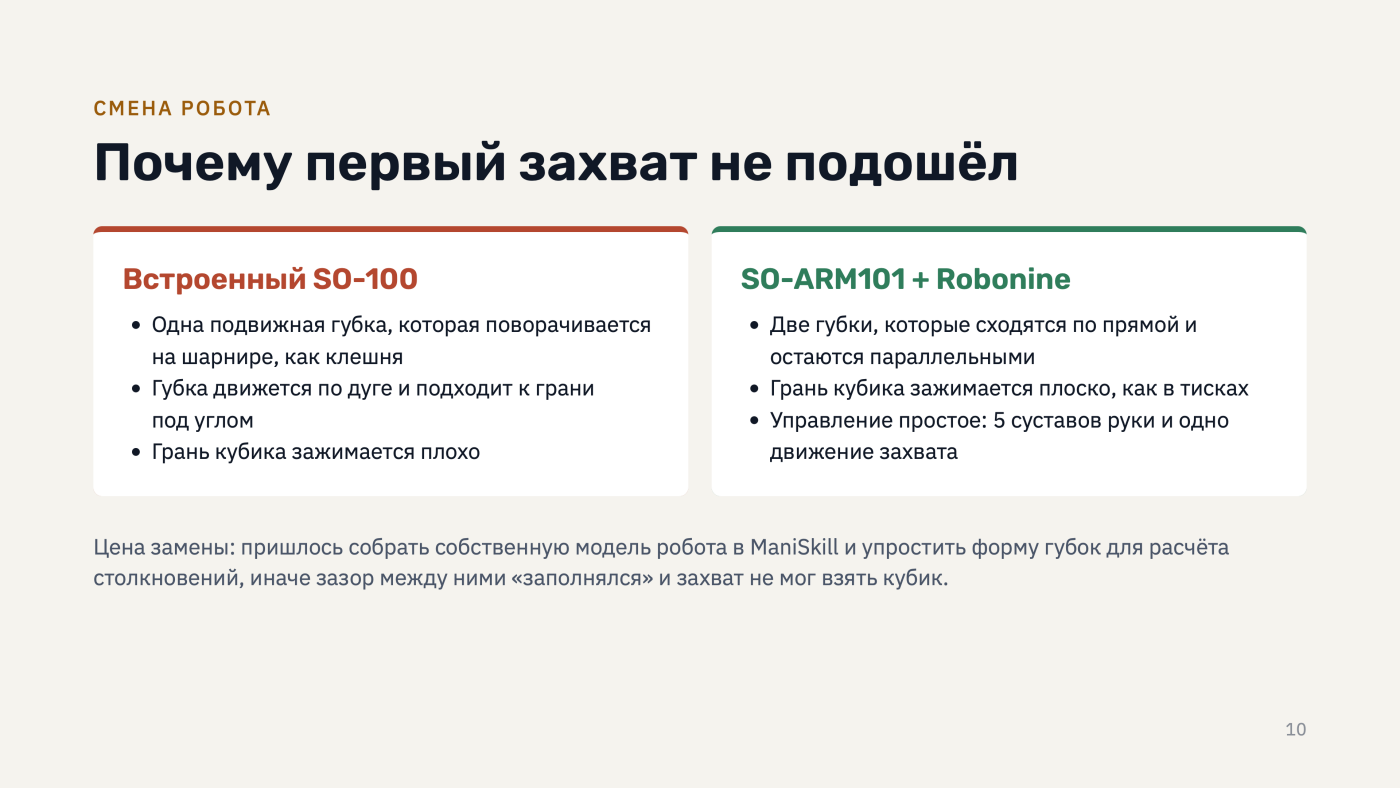 СМЕНА РОБОТА
Почему первый захват не подошёл
Встроенный SO-100
• Одна подвижная губка, которая поворачивается
на шарнире, как клешня
• Губка движется по дуге и подходит к грани
под углом
• Грань кубика зажимается плохо
SO-ARM101 + Robonine
• Две губки, которые сходятся по прямой и
остаются параллельными
• Грань кубика зажимается плоско, как в тисках
• Управление простое: 5 суставов руки и одно
движение захвата
Цена замены: пришлось собрать собственную модель робота в ManiSkill и упростить форму губок для расчёта
столкновений, иначе зазор между ними «заполнялся» и захват не мог взять кубик.
10